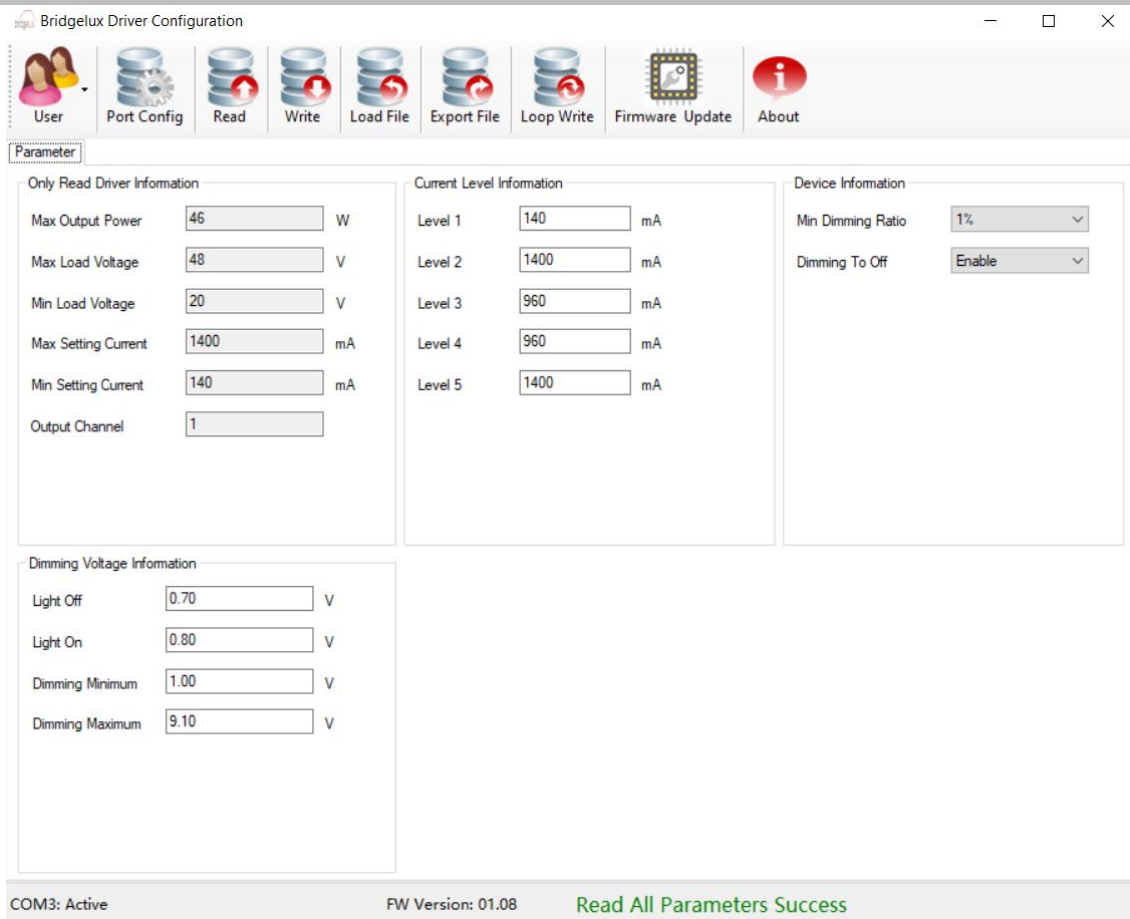 Bridgelux Driver Configuration
User
Port Config
Read
Write
Load File
Export File
Loop Write
Firmware Update
About
Parameter
Only Read Driver Information
Max Output Power 46 W
Max Load Voltage 48 V
Min Load Voltage 20 V
Max Setting Current 1400 mA
Min Setting Current 140 mA
Output Channel 1
Current Level Information
Level 1 140 mA
Level 2 1400 mA
Level 3 960 mA
Level 4 960 mA
Level 5 1400 mA
Device Information
Min Dimming Ratio 1%
Dimming To Off Enable
Dimming Voltage Information
Light Off 0.70 V
Light On 0.80 V
Dimming Minimum 1.00 V
Dimming Maximum 9.10 V
COM3: Active
FW Version: 01.08
Read All Parameters Success